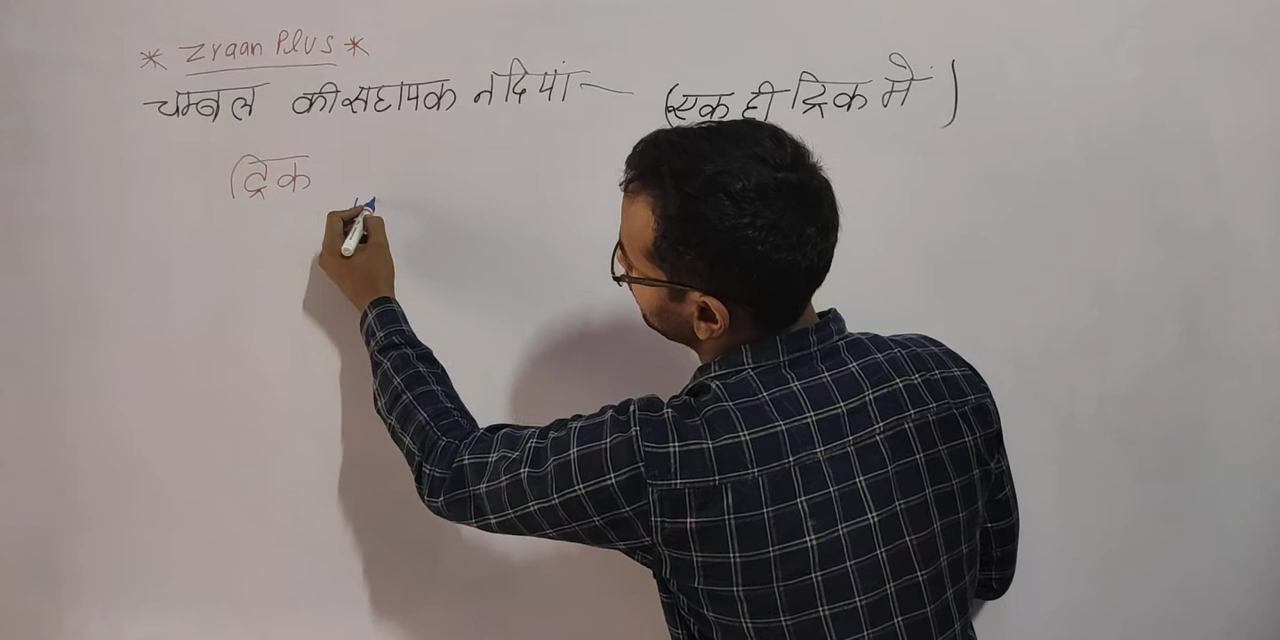 * Zyaan Plus *
चम्बल की सहायक नदियां - (एक ही ट्रिक में)
ट्रिक